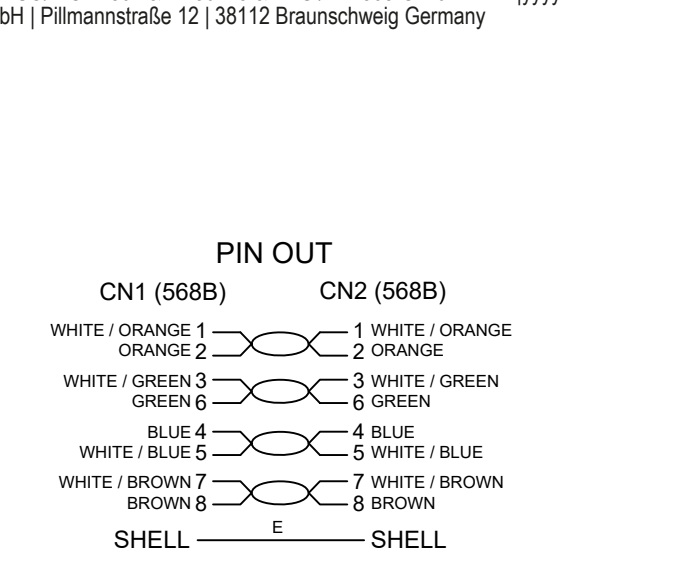 bH | Pillmannstraße 12 | 38112 Braunschweig Germany
PIN OUT
CN1 (568B) CN2 (568B)
WHITE / ORANGE 1 1 WHITE / ORANGE
ORANGE 2 2 ORANGE
WHITE / GREEN 3 3 WHITE / GREEN
GREEN 6 6 GREEN
BLUE 4 4 BLUE
WHITE / BLUE 5 5 WHITE / BLUE
WHITE / BROWN 7 7 WHITE / BROWN
BROWN 8 8 BROWN
SHELL E SHELL